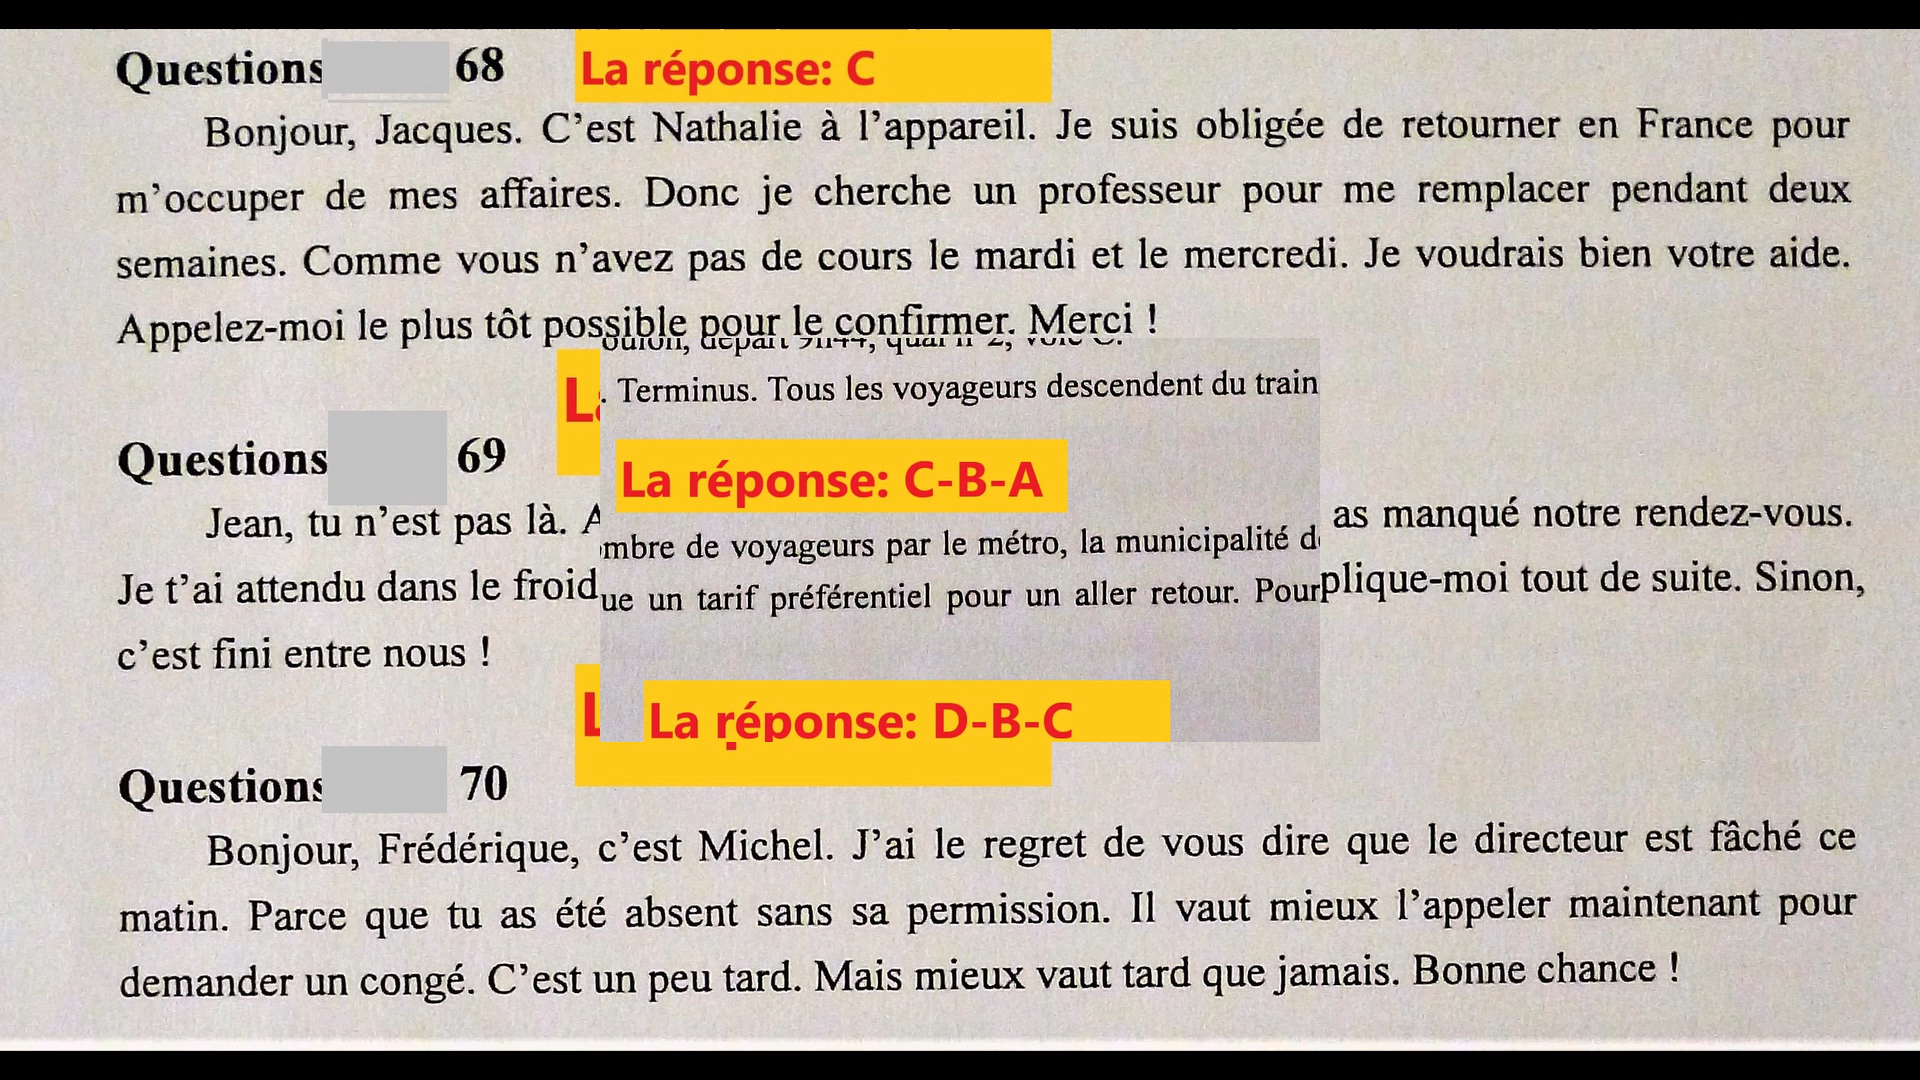 Questions 68 La réponse: C
Bonjour, Jacques. C'est Nathalie à l'appareil. Je suis obligée de retourner en France pour
m'occuper de mes affaires. Donc je cherche un professeur pour me remplacer pendant deux
semaines. Comme vous n'avez pas de cours le mardi et le mercredi. Je voudrais bien votre aide.
Appelez-moi le plus tôt possible pour le confirmer. Merci !
. Terminus. Tous les voyageurs descendent du train
Questions 69
La réponse: C-B-A
Jean, tu n'est pas là. A
as manqué notre rendez-vous.
mbre de voyageurs par le métro, la municipalité d
Je t'ai attendu dans le froid
plique-moi tout de suite. Sinon,
ue un tarif préférentiel pour un aller retour. Pour
c'est fini entre nous !
La réponse: D-B-C
Questions 70
Bonjour, Frédérique, c'est Michel. J'ai le regret de vous dire que le directeur est fâché ce
matin. Parce que tu as été absent sans sa permission. Il vaut mieux l'appeler maintenant pour
demander un congé. C'est un peu tard. Mais mieux vaut tard que jamais. Bonne chance !